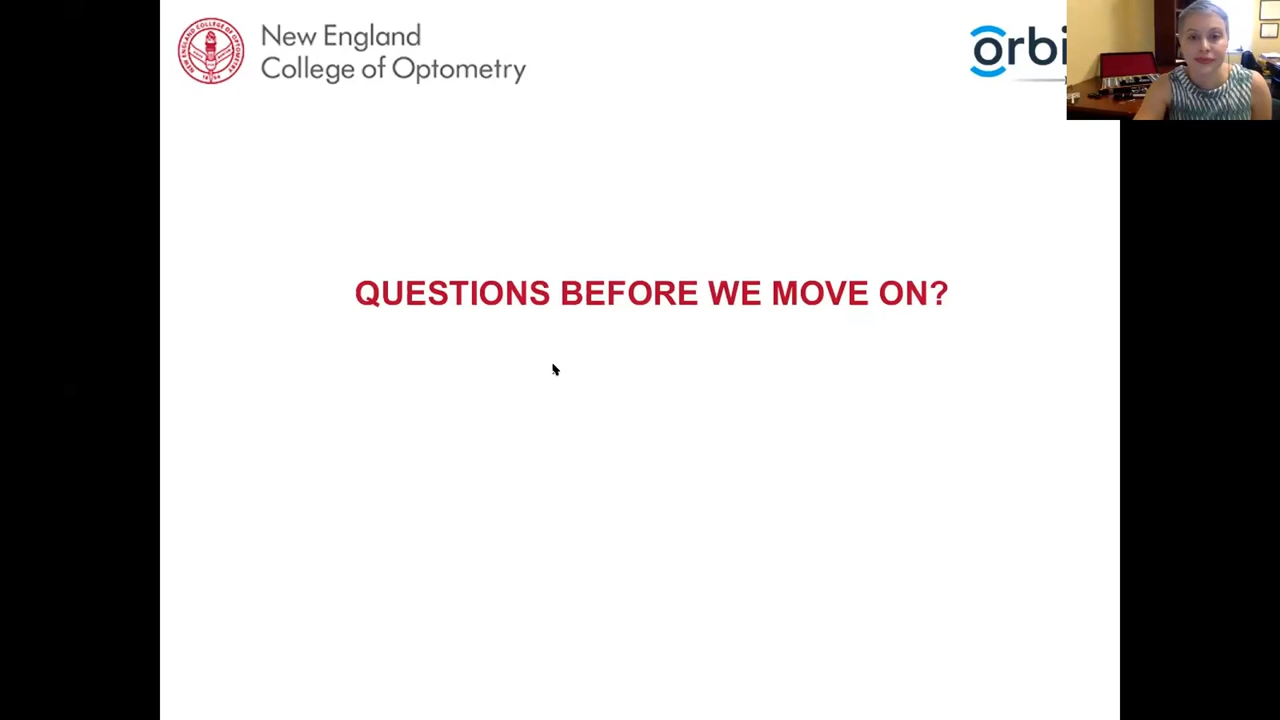 New England
College of Optometry
orbi
QUESTIONS BEFORE WE MOVE ON?